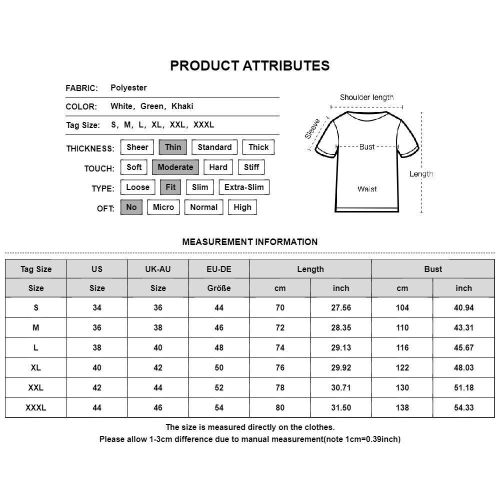 PRODUCT ATTRIBUTES
FABRIC: Polyester
COLOR: White, Green, Khaki
Tag Size: S, M, L, XL, XXL, XXXL
THICKNESS: Sheer Thin Standard Thick
TOUCH: Soft Moderate Hard Stiff
TYPE: Loose Fit Slim Extra-Slim
OFT: No Micro Normal High
Shoulder length
Sleeve
Bust
Length
Waist
MEASUREMENT INFORMATION
Tag Size US UK-AU EU-DE Length Bust
Size Size Size Größe cm inch cm inch
S 34 36 44 70 27.56 104 40.94
M 36 38 46 72 28.35 110 43.31
L 38 40 48 74 29.13 116 45.67
XL 40 42 50 76 29.92 122 48.03
XXL 42 44 52 78 30.71 130 51.18
XXXL 44 46 54 80 31.50 138 54.33
The size is measured directly on the clothes.
Please allow 1-3cm difference due to manual measurement(note 1cm=0.39inch)